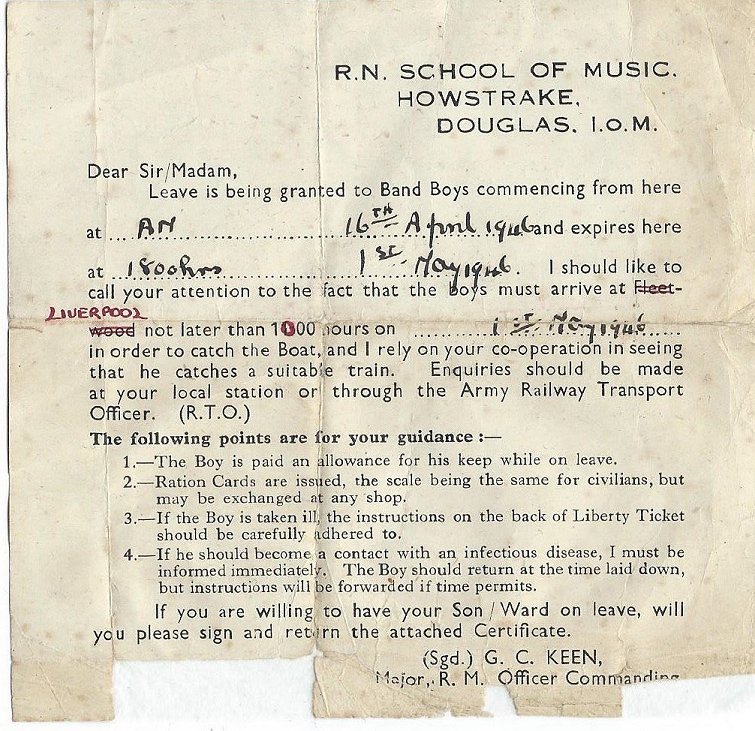 R.N. SCHOOL OF MUSIC.
HOWSTRAKE.
DOUGLAS. I.o.M.
Dear Sir/Madam,
Leave is being granted to Band Boys commencing from here
at ... AN ... 16TH April 1946 and expires here
at ... 1800hrs ... 1ST May 1946. I should like to
call your attention to the fact that the boys must arrive at Fleet-
LIVERPOOL
wood not later than 1000 hours on ... 1ST May 1946 ...
in order to catch the Boat, and I rely on your co-operation in seeing
that he catches a suitable train. Enquiries should be made
at your local station or through the Army Railway Transport
Officer. (R.T.O.)
The following points are for your guidance :—
1.—The Boy is paid an allowance for his keep while on leave.
2.—Ration Cards are issued, the scale being the same for civilians, but
may be exchanged at any shop.
3.—If the Boy is taken ill, the instructions on the back of Liberty Ticket
should be carefully adhered to.
4.—If he should become a contact with an infectious disease, I must be
informed immediately. The Boy should return at the time laid down,
but instructions will be forwarded if time permits.
If you are willing to have your Son / Ward on leave, will
you please sign and return the attached Certificate.
(Sgd.) G. C. KEEN,
Major, R. M. Officer Commanding